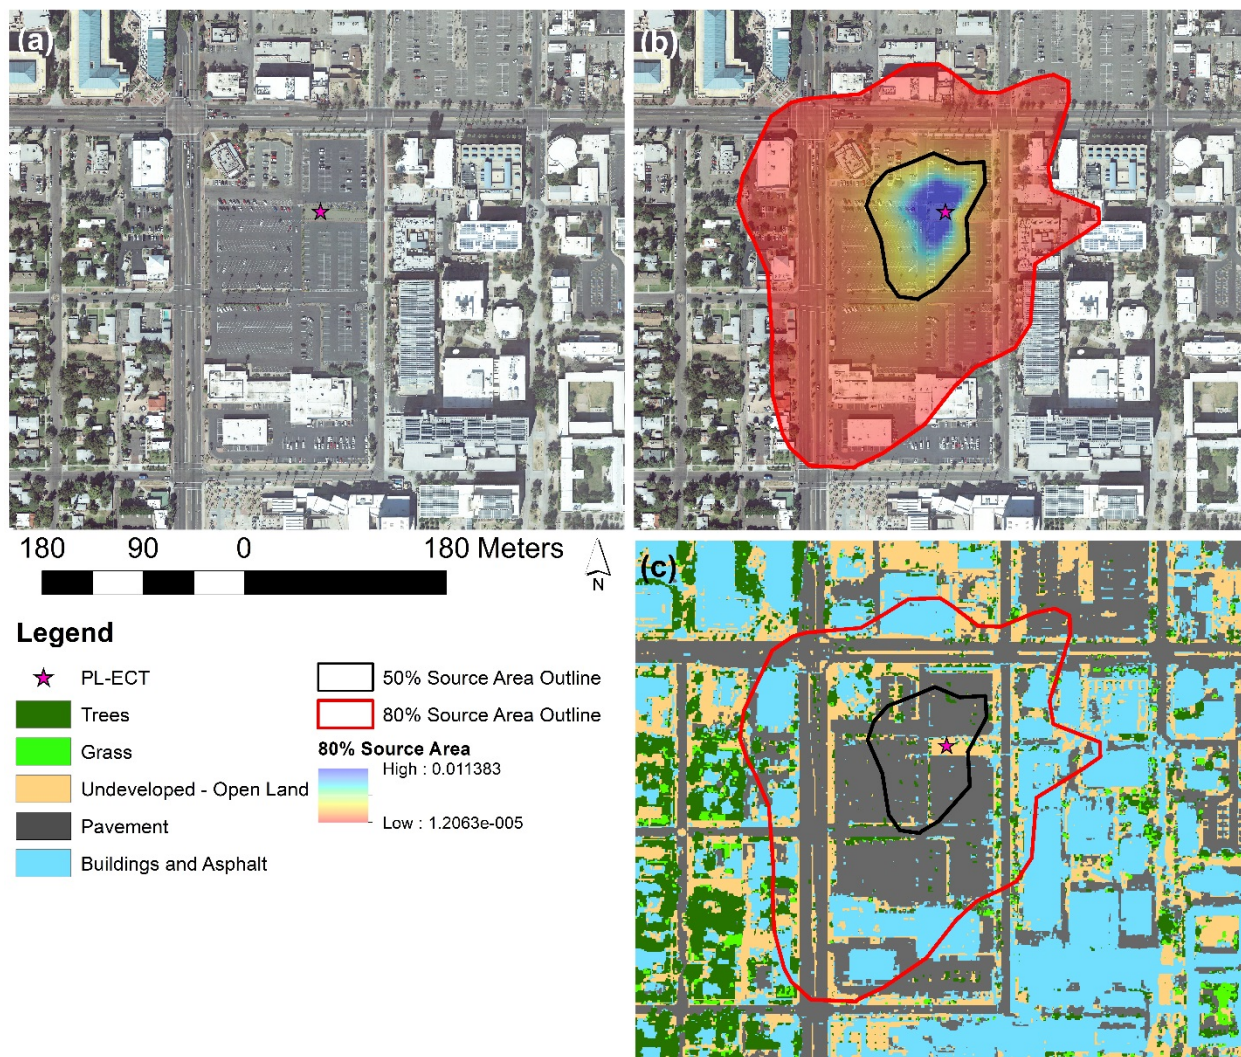 (a)
(b)
180 90 0 180 Meters
N
(c)
Legend
PL-ECT
Trees
Grass
Undeveloped - Open Land
Pavement
Buildings and Asphalt
50% Source Area Outline
80% Source Area Outline
80% Source Area
High : 0.011383
Low : 1.2063e-005